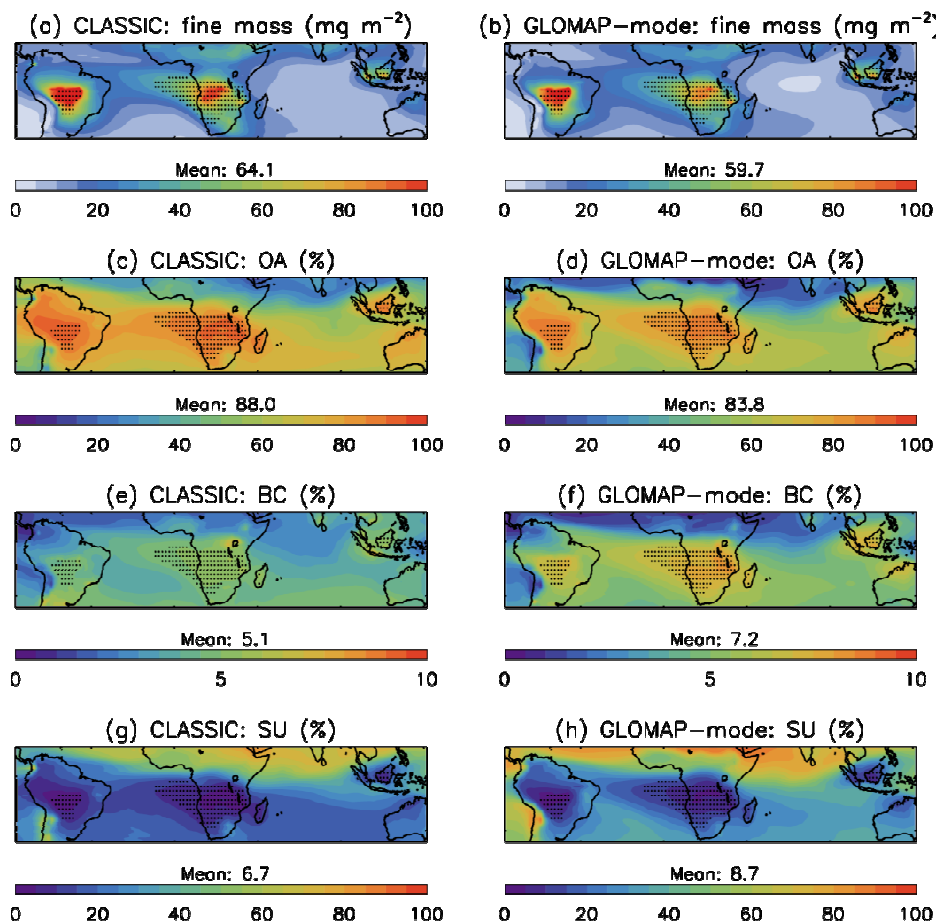 (a) CLASSIC: fine mass (mg m⁻²)
(b) GLOMAP-mode: fine mass (mg m⁻²)
Mean: 64.1
Mean: 59.7
0 20 40 60 80 100
0 20 40 60 80 100
(c) CLASSIC: OA (%)
(d) GLOMAP-mode: OA (%)
Mean: 88.0
Mean: 83.8
0 20 40 60 80 100
0 20 40 60 80 100
(e) CLASSIC: BC (%)
(f) GLOMAP-mode: BC (%)
Mean: 5.1
Mean: 7.2
0 5 10
0 5 10
(g) CLASSIC: SU (%)
(h) GLOMAP-mode: SU (%)
Mean: 6.7
Mean: 8.7
0 20 40 60 80 100
0 20 40 60 80 100